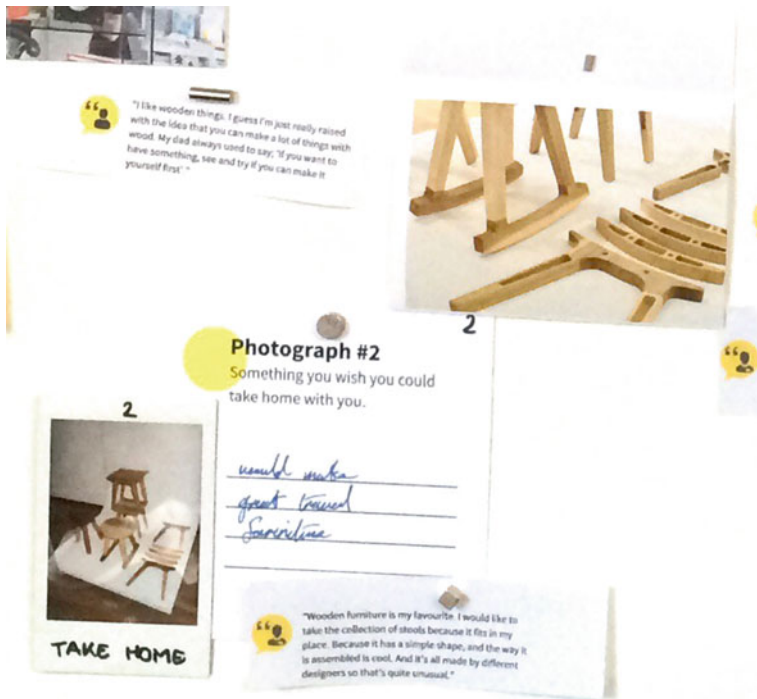 "I like wooden things. I guess I'm just really raised
with the idea that you can make a lot of things with
wood. My dad always used to say; 'If you want to
have something, see and try if you can make it
yourself first' "
2
Photograph #2
Something you wish you could
take home with you.
2
would make
great travel
furniture
TAKE HOME
"Wooden furniture is my favourite. I would like to
take the collection of stools because it fits in my
place. Because it has a simple shape, and the way it
is assembled is cool. And it's all made by different
designers so that's quite unusual."